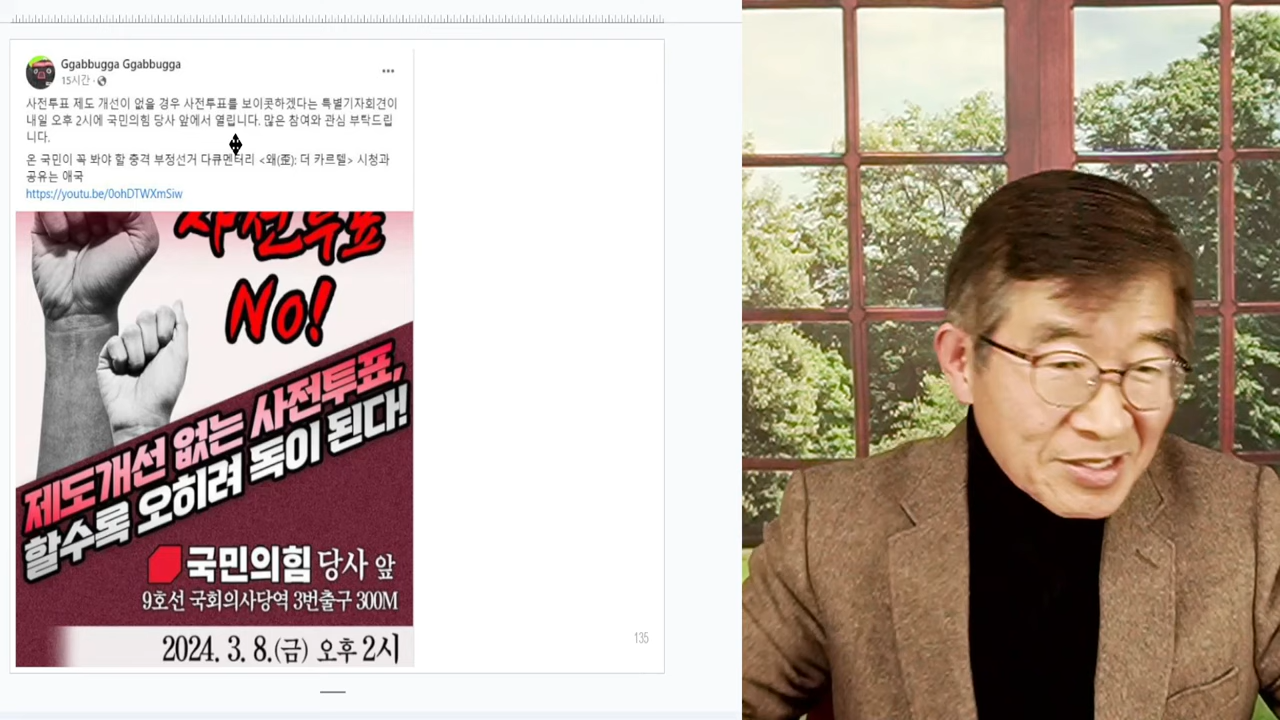 Ggabbugga Ggabbugga
15시간
사전투표 제도 개선이 없을 경우 사전투표를 보이콧하겠다는 특별기자회견이
내일 오후 2시에 국민의힘 당사 앞에서 열립니다. 많은 참여와 관심 부탁드립
니다.
온 국민이 꼭 봐야 할 충격 부정선거 다큐멘터리 <왜(歪): 더 카르텔> 시청과
공유는 애국
https://youtu.be/0ohDTWXmSiw
사전투표
No!
제도개선 없는 사전투표,
할수록 오히려 독이 된다!
국민의힘 당사 앞
9호선 국회의사당역 3번출구 300M
2024. 3. 8.(금) 오후 2시
135